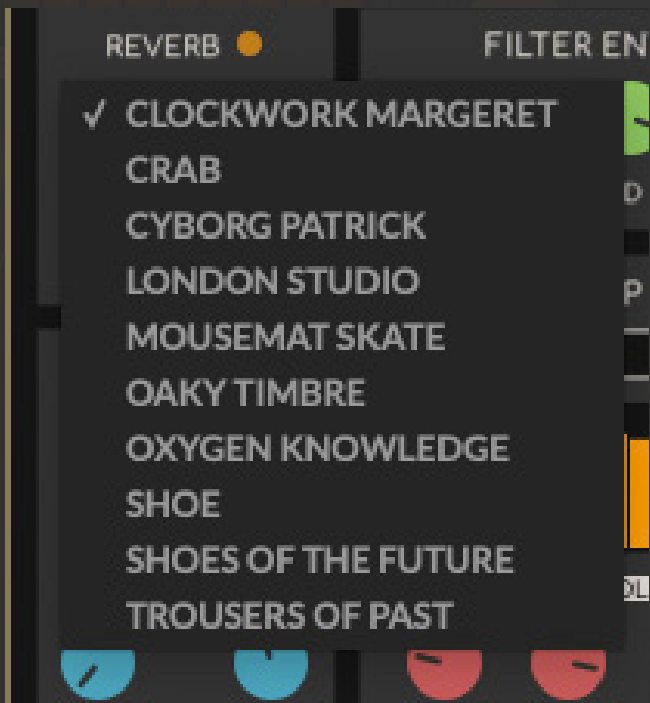 REVERB
FILTER EN
✓ CLOCKWORK MARGERET
CRAB
CYBORG PATRICK
D
LONDON STUDIO
P
MOUSEMAT SKATE
OAKY TIMBRE
OXYGEN KNOWLEDGE
SHOE
SHOES OF THE FUTURE
OL
TROUSERS OF PAST